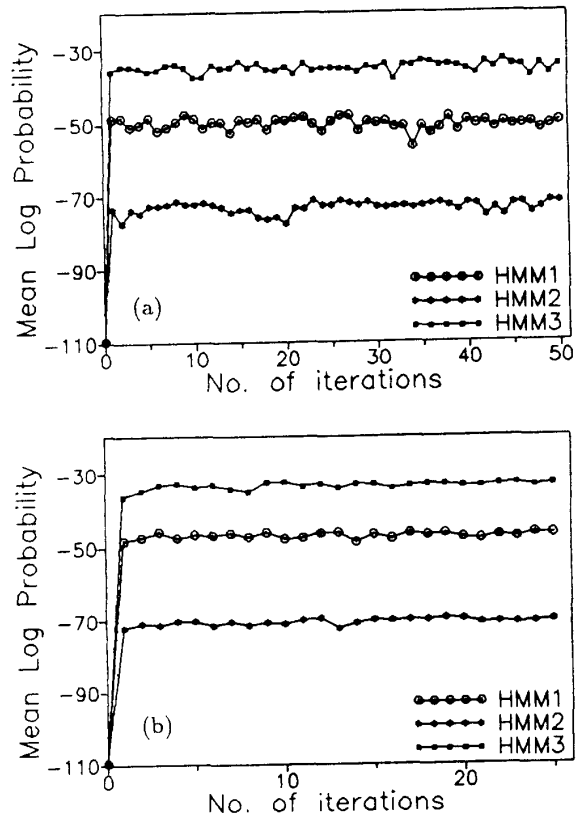 Mean Log Probability
-30
-50
-70
-90
-110
(a)
HMM1
HMM2
HMM3
0 10 20 30 40 50
No. of iterations
Mean Log Probability
-30
-50
-70
-90
-110
(b)
HMM1
HMM2
HMM3
0 10 20
No. of iterations